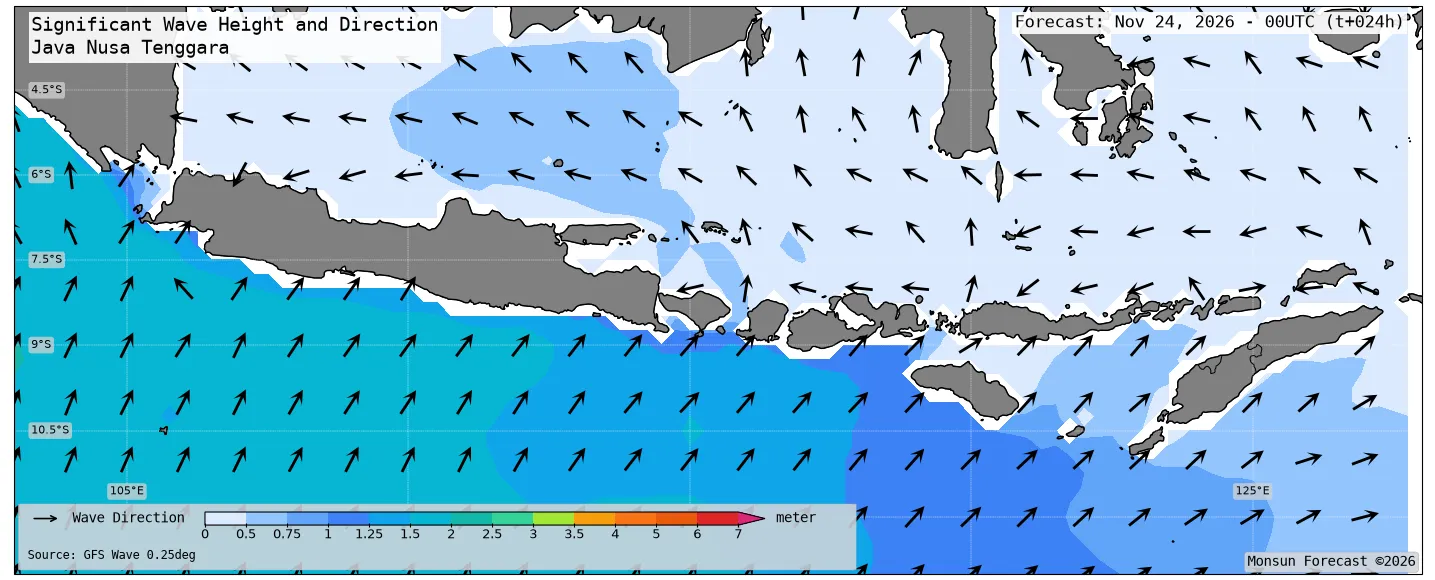 Significant Wave Height and Direction
Java Nusa Tenggara
Forecast: Nov 24, 2026 - 00UTC (t+024h)
4.5°S
6°S
7.5°S
9°S
10.5°S
105°E
125°E
Wave Direction
0 0.5 0.75 1 1.25 1.5 2 2.5 3 3.5 4 5 6 7
meter
Source: GFS Wave 0.25deg
Monsun Forecast ©2026